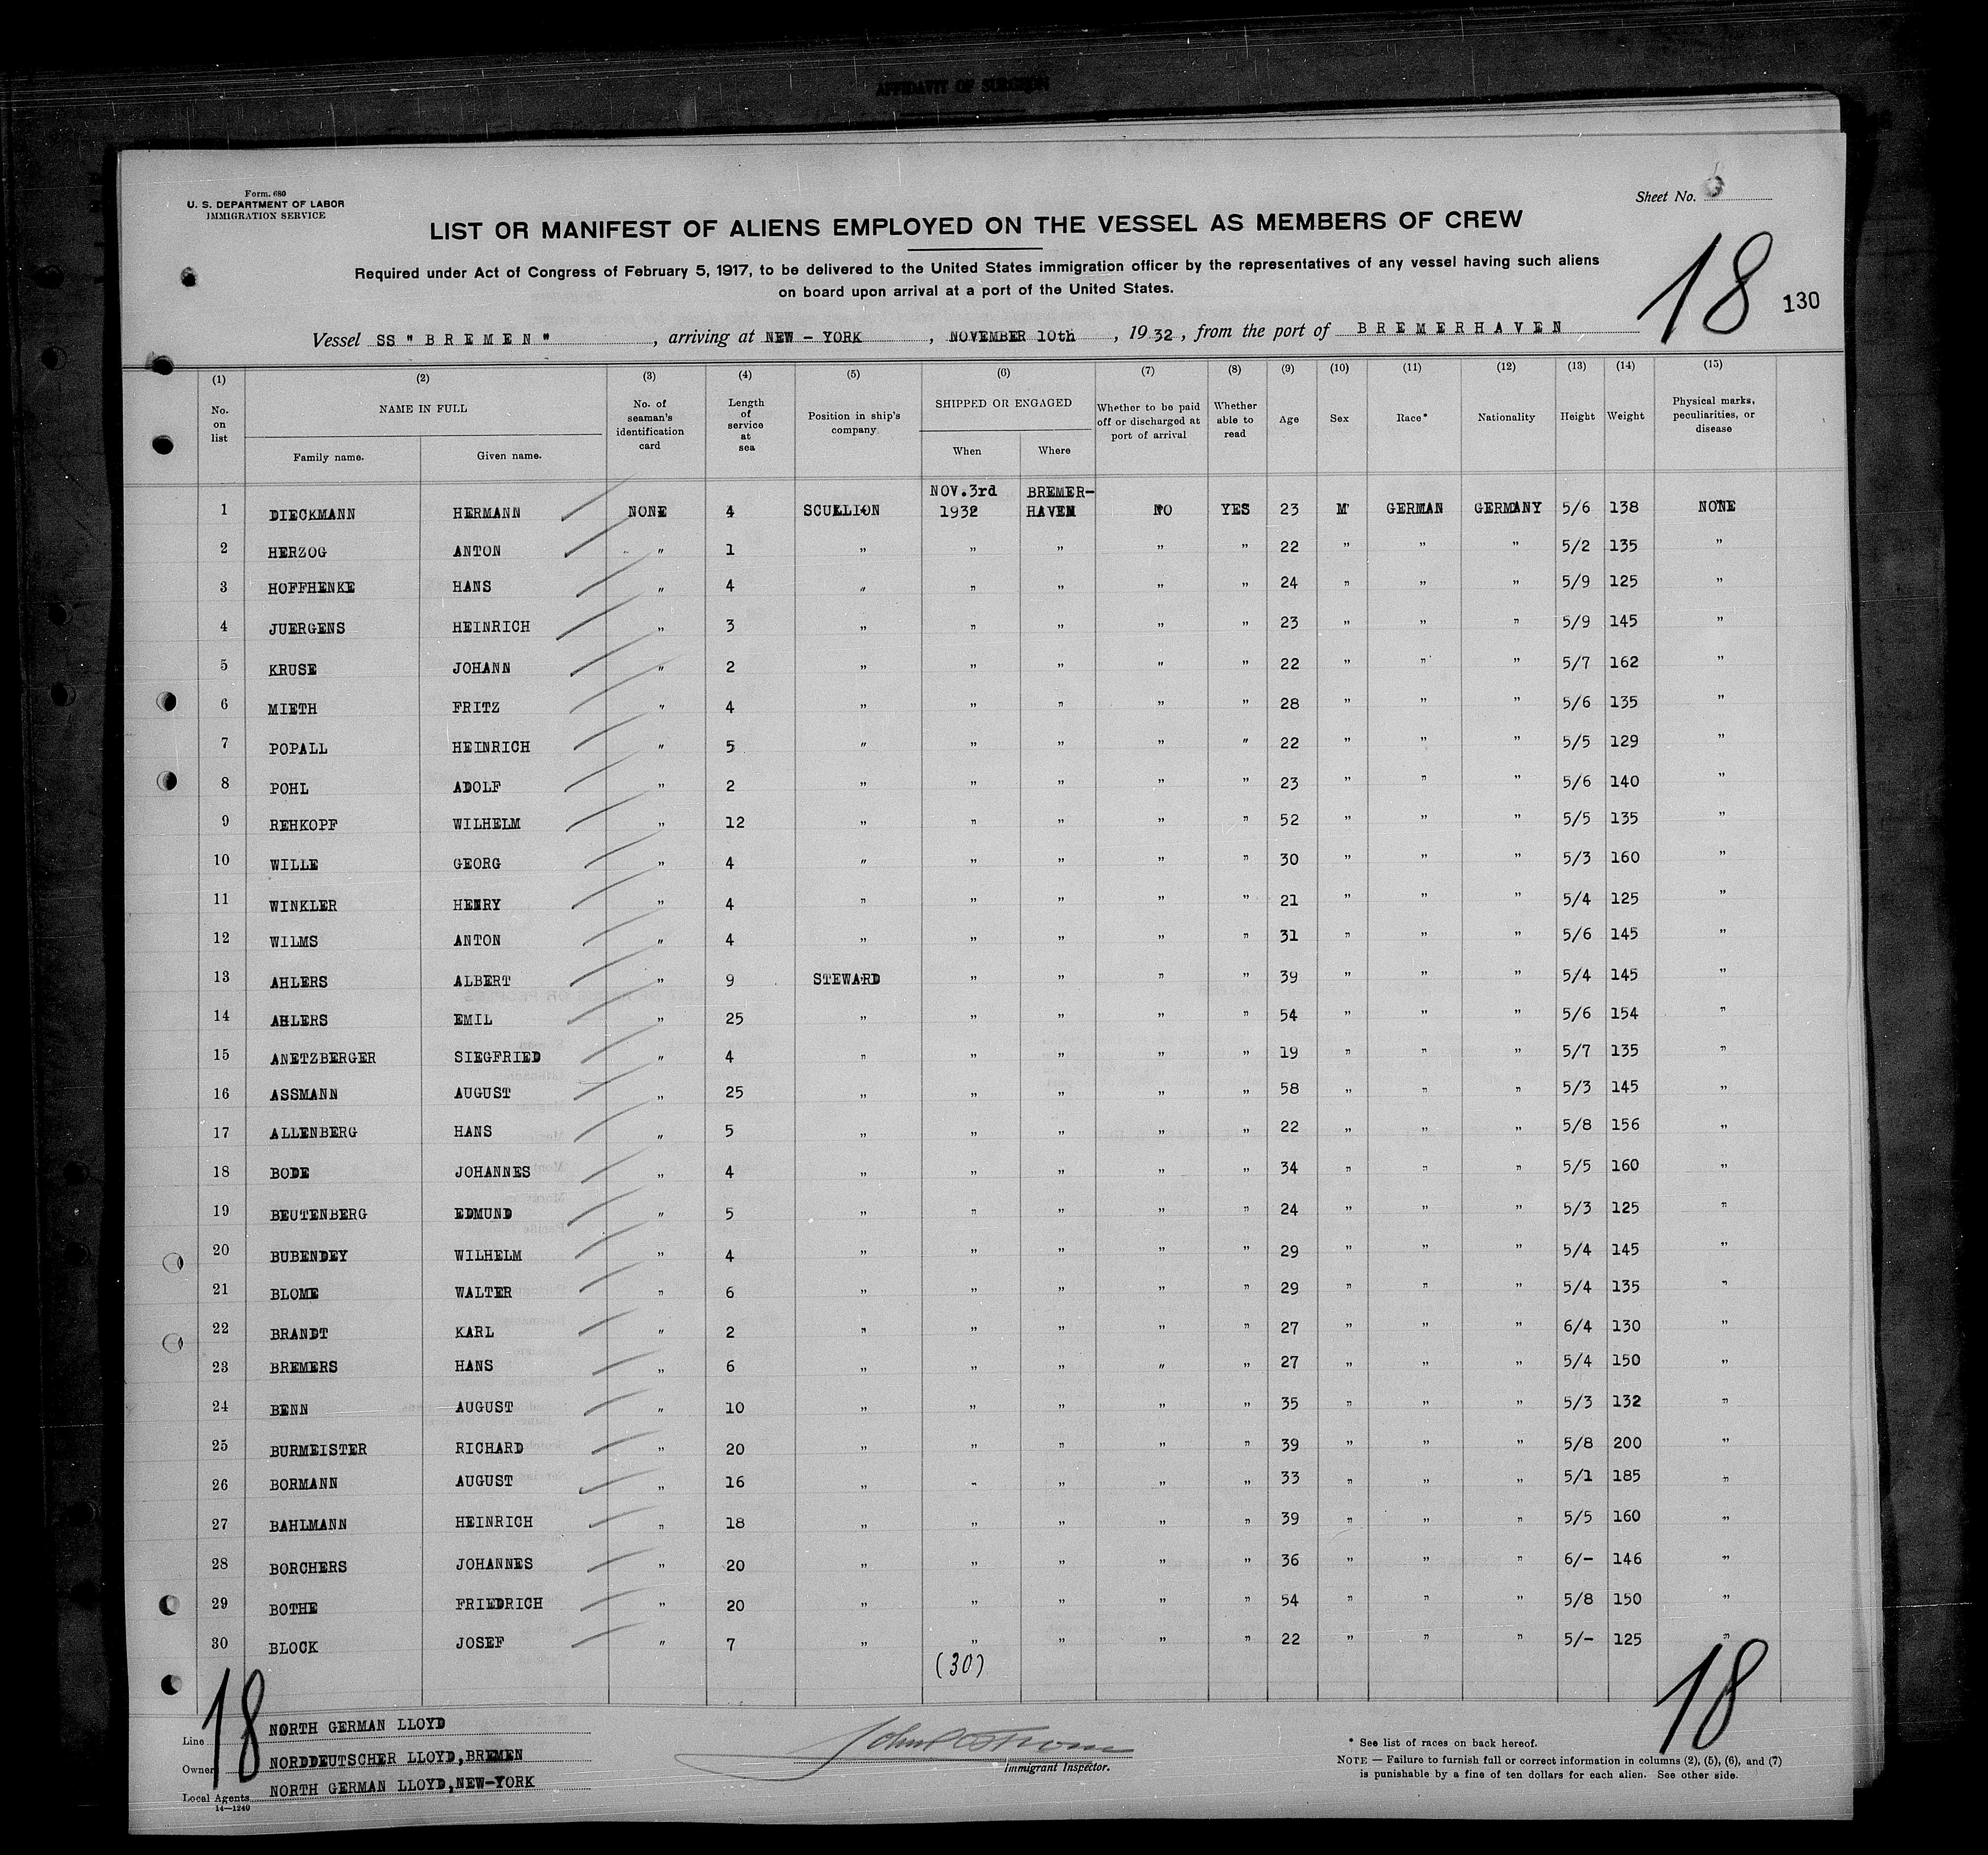 AFFIDAVIT OF SURGEON
Form. 680
U. S. DEPARTMENT OF LABOR
IMMIGRATION SERVICE
Sheet No.
LIST OR MANIFEST OF ALIENS EMPLOYED ON THE VESSEL AS MEMBERS OF CREW
Required under Act of Congress of February 5, 1917, to be delivered to the United States immigration officer by the representatives of any vessel having such aliens
on board upon arrival at a port of the United States.
18 130
Vessel SS "BREMEN", arriving at NEW-YORK, NOVEMBER 10th, 1932, from the port of BREMERHAVEN
(1) (2) (3) (4) (5) (6) (7) (8) (9) (10) (11) (12) (13) (14) (15)
No. on list NAME IN FULL Family name. Given name. No. of seaman's identification card Length of service at sea Position in ship's company SHIPPED OR ENGAGED When Where Whether to be paid off or discharged at port of arrival Whether able to read Age Sex Race* Nationality Height Weight Physical marks, peculiarities, or disease
1 DIECKMANN HERMANN NONE 4 SCULLION NOV.3rd 1932 BREMER-HAVEN NO YES 23 M GERMAN GERMANY 5/6 138 NONE
2 HERZOG ANTON " 1 " " " " " 22 " " " 5/2 135 "
3 HOFFHENKE HANS " 4 " " " " " 24 " " " 5/9 125 "
4 JUERGENS HEINRICH " 3 " " " " " 23 " " " 5/9 145 "
5 KRUSE JOHANN " 2 " " " " " 22 " " " 5/7 162 "
6 MIETH FRITZ " 4 " " " " " 28 " " " 5/6 135 "
7 POPALL HEINRICH " 5 " " " " " 22 " " " 5/5 129 "
8 POHL ADOLF " 2 " " " " " 23 " " " 5/6 140 "
9 REHKOPF WILHELM " 12 " " " " " 52 " " " 5/5 135 "
10 WILLE GEORG " 4 " " " " " 30 " " " 5/3 160 "
11 WINKLER HENRY " 4 " " " " " 21 " " " 5/4 125 "
12 WILMS ANTON " 4 " " " " " 31 " " " 5/6 145 "
13 AHLERS ALBERT " 9 STEWARD " " " " 39 " " " 5/4 145 "
14 AHLERS EMIL " 25 " " " " " 54 " " " 5/6 154 "
15 ANETZBERGER SIEGFRIED " 4 " " " " " 19 " " " 5/7 135 "
16 ASSMANN AUGUST " 25 " " " " " 58 " " " 5/3 145 "
17 ALLENBERG HANS " 5 " " " " " 22 " " " 5/8 156 "
18 BODE JOHANNES " 4 " " " " " 34 " " " 5/5 160 "
19 BEUTENBERG EDMUND " 5 " " " " " 24 " " " 5/3 125 "
20 BUBENDEY WILHELM " 4 " " " " " 29 " " " 5/4 145 "
21 BLOME WALTER " 6 " " " " " 29 " " " 5/4 135 "
22 BRANDT KARL " 2 " " " " " 27 " " " 6/4 130 "
23 BREMERS HANS " 6 " " " " " 27 " " " 5/4 150 "
24 BENN AUGUST " 10 " " " " " 35 " " " 5/3 132 "
25 BURMEISTER RICHARD " 20 " " " " " 39 " " " 5/8 200 "
26 BORMANN AUGUST " 16 " " " " " 33 " " " 5/1 185 "
27 BAHLMANN HEINRICH " 18 " " " " " 39 " " " 5/5 160 "
28 BORCHERS JOHANNES " 20 " " " " " 36 " " " 6/- 146 "
29 BOTHE FRIEDRICH " 20 " " " " " 54 " " " 5/8 150 "
30 BLOCK JOSEF " 7 " " " " " 22 " " " 5/- 125 "
(30)
18 18
Line NORTH GERMAN LLOYD
Owner NORDDEUTSCHER LLOYD,BREMEN
Local Agents NORTH GERMAN LLOYD,NEW-YORK
14—1240
Immigrant Inspector.
* See list of races on back hereof.
NOTE — Failure to furnish full or correct information in columns (2), (5), (6), and (7)
is punishable by a fine of ten dollars for each alien. See other side.